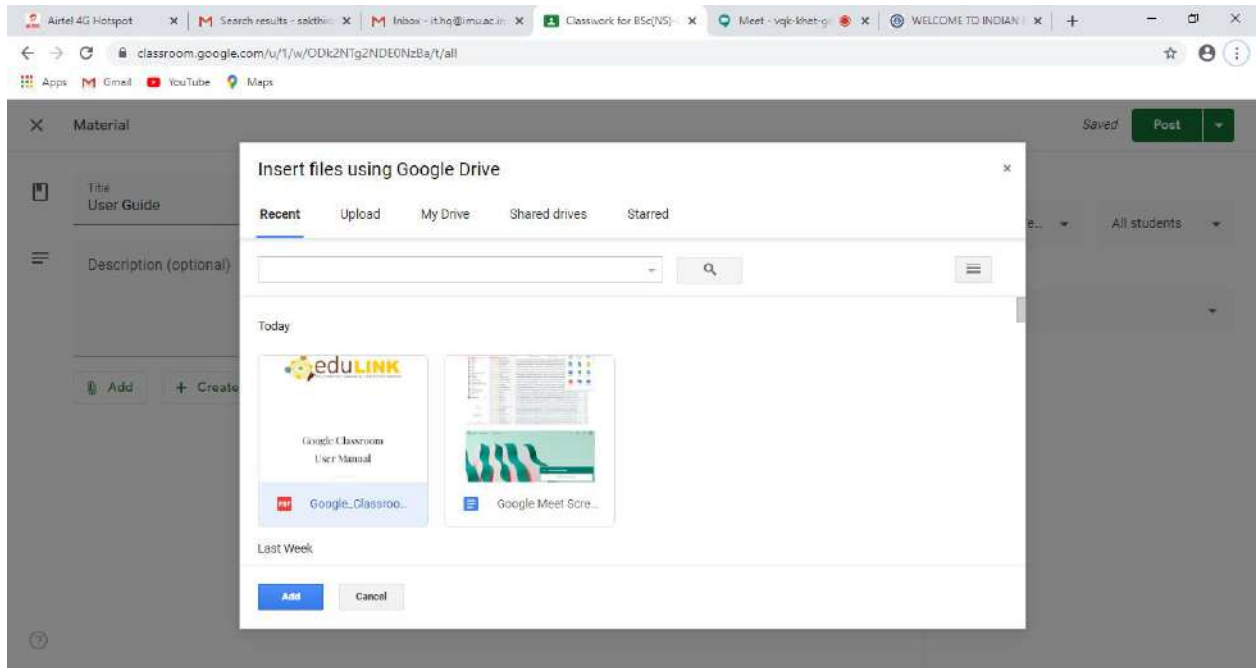 Airtel 4G Hotspot
Search results - sakthi
Inbox - it.hq@imu.ac.in
Classwork for BSc(NS)-
Meet - vqk-khet-g
WELCOME TO INDIAN
classroom.google.com/u/1/w/ODk2NTg2NDE0NzBa/t/all
Apps
Gmail
YouTube
Maps
Material
Saved
Post
Insert files using Google Drive
Title
User Guide
Recent
Upload
My Drive
Shared drives
Starred
e...
All students
Description (optional)
Today
eduLINK
Google Classroom
User Manual
Add
+ Create
PDF
Google_Classroo...
Google Meet Scre...
Last Week
Add
Cancel